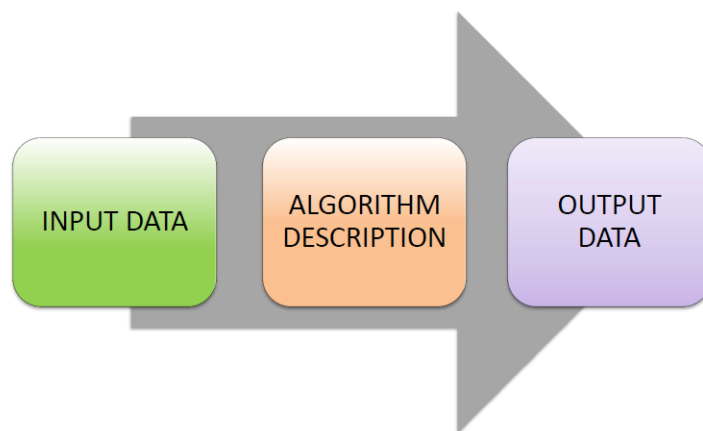 INPUT DATA
ALGORITHM
DESCRIPTION
OUTPUT
DATA